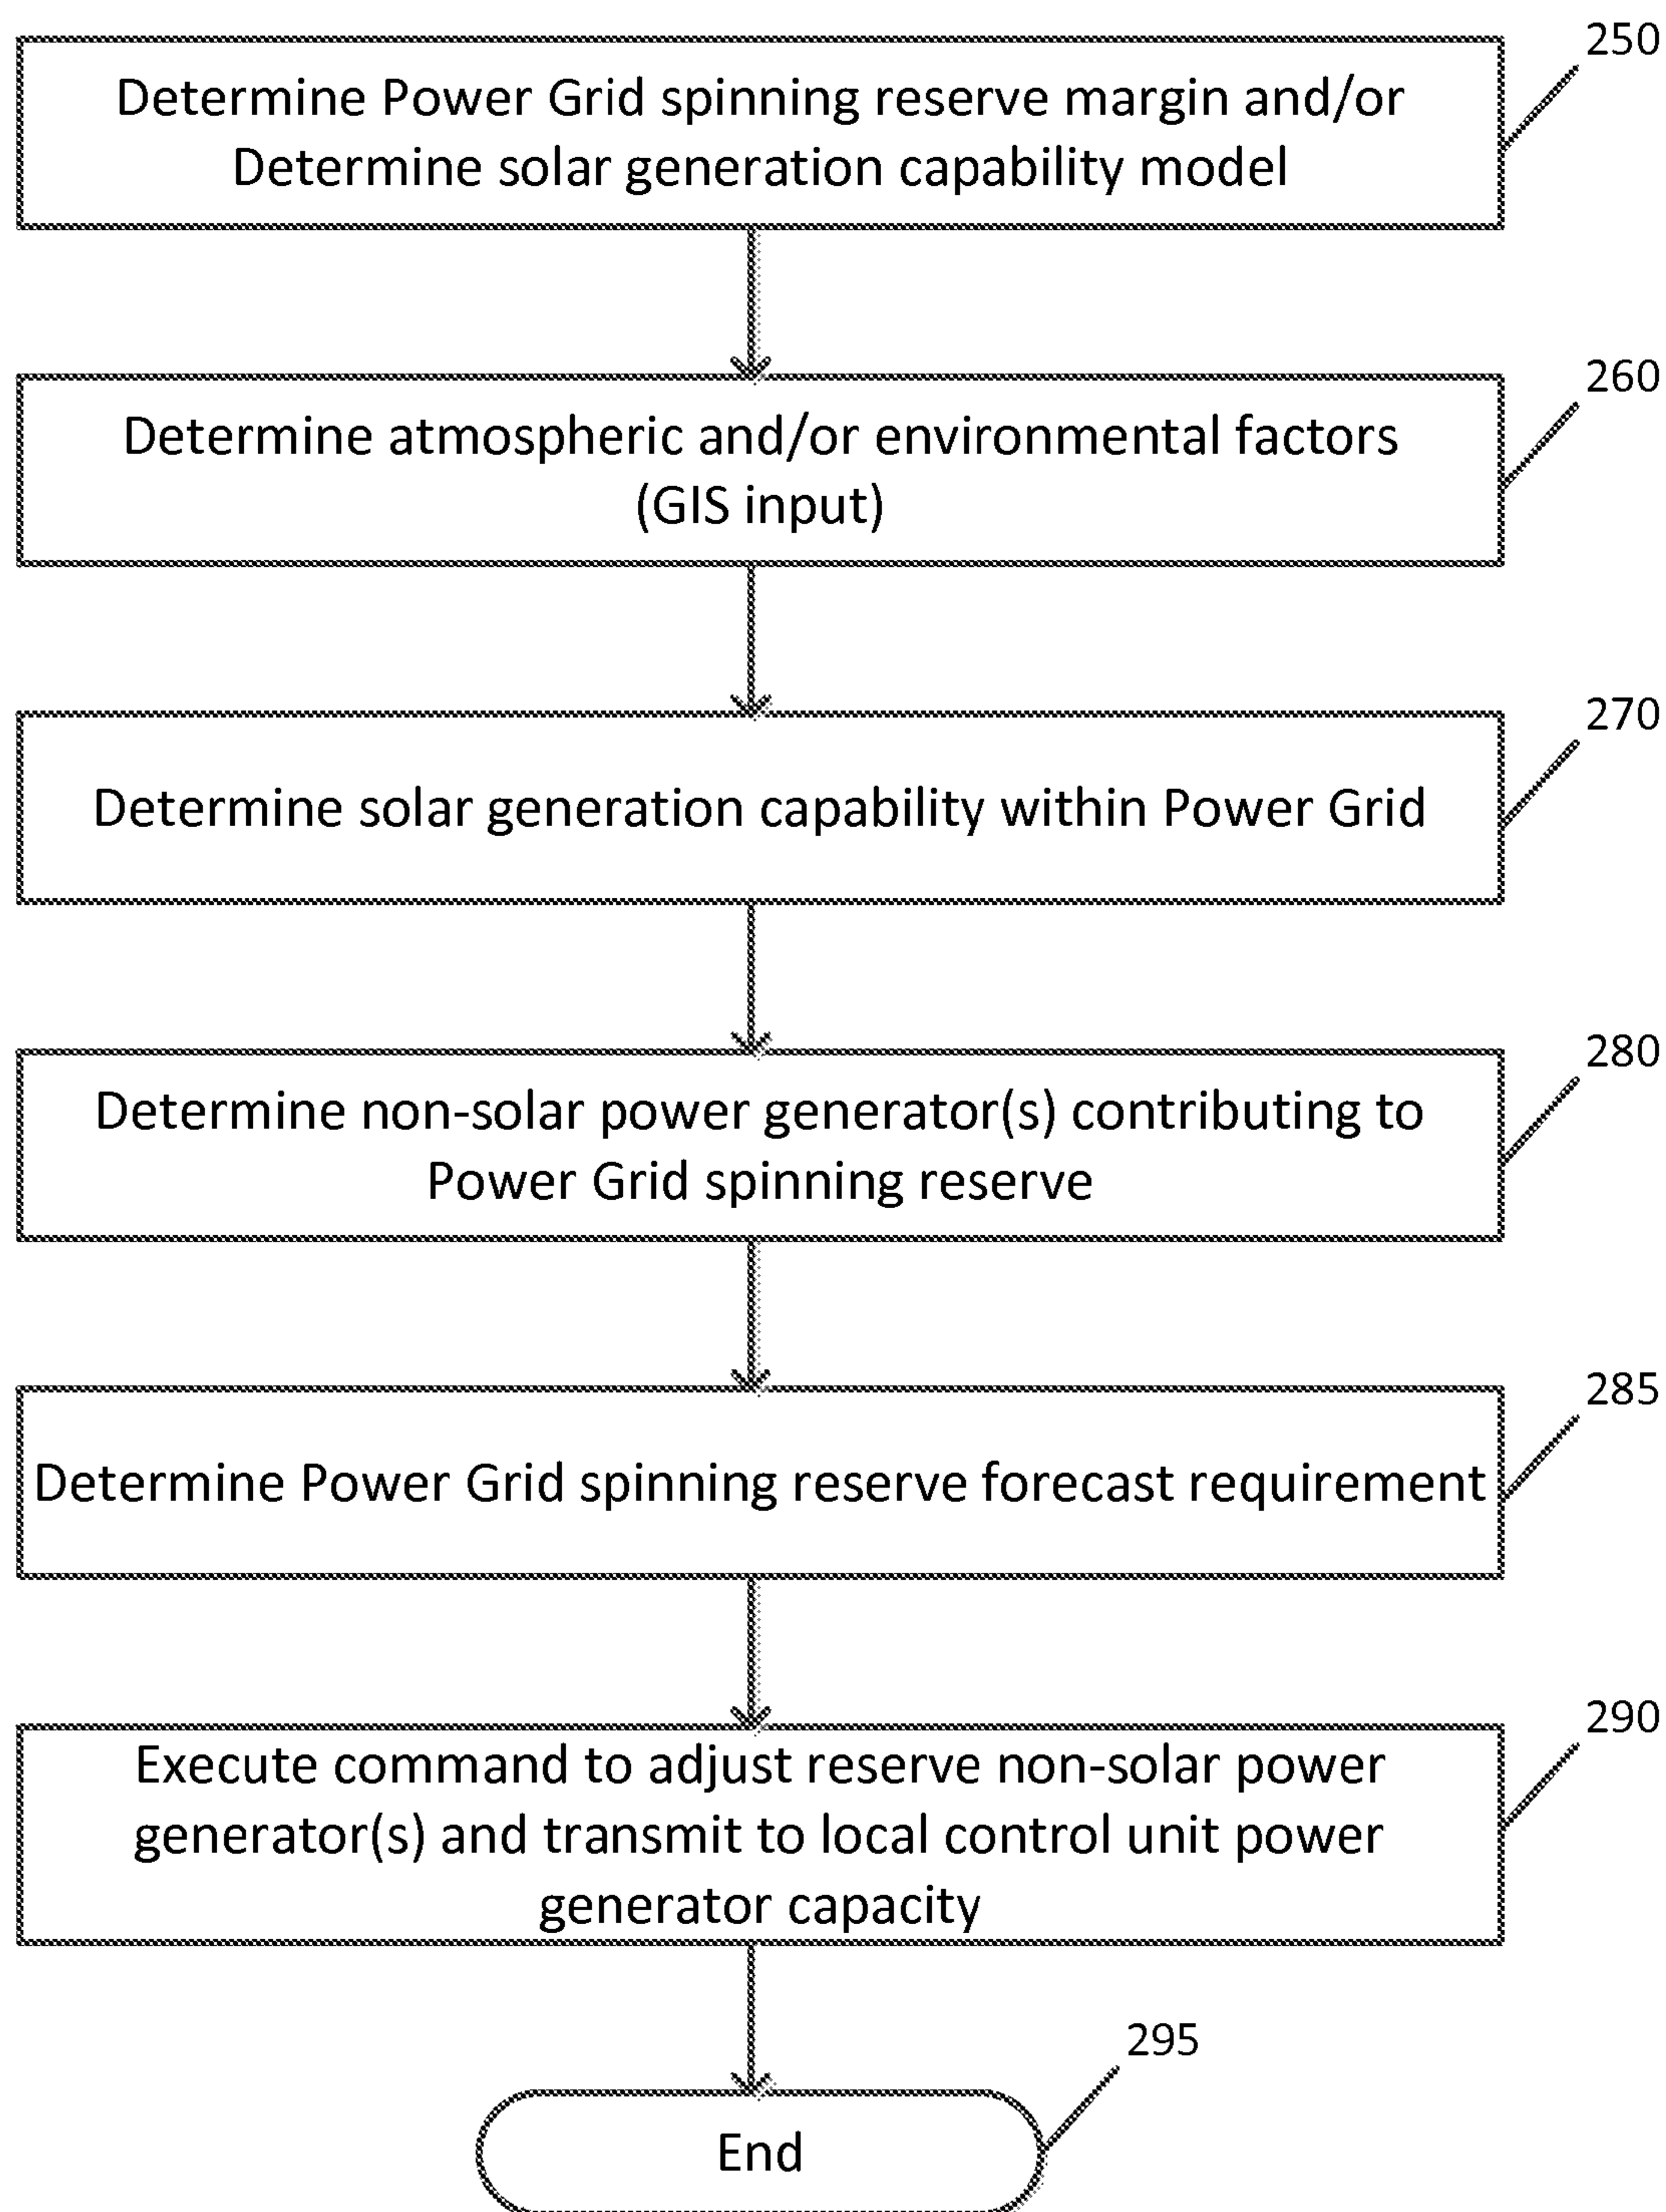 250
Determine Power Grid spinning reserve margin and/or
Determine solar generation capability model
260
Determine atmospheric and/or environmental factors
(GIS input)
270
Determine solar generation capability within Power Grid
280
Determine non-solar power generator(s) contributing to
Power Grid spinning reserve
285
Determine Power Grid spinning reserve forecast requirement
290
Execute command to adjust reserve non-solar power
generator(s) and transmit to local control unit power
generator capacity
295
End